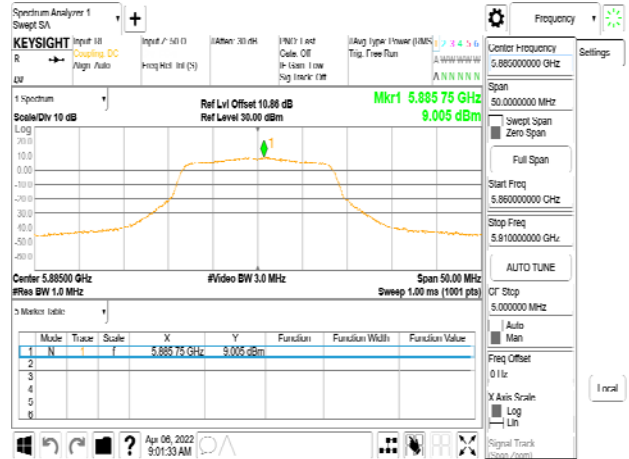 Spectrum Analyzer 1
Swept SA
Frequency
KEYSIGHT Input: RF Input Z: 50 Ω #Atten: 30 dB PNO: Fast #Avg Type: Power (RMS) 1 2 3 4 5 6
R Coupling: DC Gate: Off Trig: Free Run A W W W W W
Align: Auto Freq Ref: Int (S) IF Gain: Low
Sig Track: Off A N N N N N
1 Spectrum
Scale/Div 10 dB
Ref Lvl Offset 10.86 dB
Ref Level 30.00 dBm
Mkr1 5.885 75 GHz
9.005 dBm
Log
20.0
10.0
0.00
-10.0
-20.0
-30.0
-40.0
-50.0
-60.0
1
Center 5.88500 GHz #Video BW 3.0 MHz Span 50.00 MHz
#Res BW 1.0 MHz Sweep 1.00 ms (1001 pts)
5 Marker Table
Mode Trace Scale X Y Function Function Width Function Value
1 N 1 f 5.885 75 GHz 9.005 dBm
2
3
4
5
6
Apr 06, 2022
9:01:33 AM
Center Frequency
5.885000000 GHz
Settings
Span
50.0000000 MHz
Swept Span
Zero Span
Full Span
Start Freq
5.860000000 GHz
Stop Freq
5.910000000 GHz
AUTO TUNE
CF Step
5.000000 MHz
Auto
Man
Freq Offset
0 Hz
X Axis Scale
Log
Lin
Local
Signal Track
(Span Zoom)